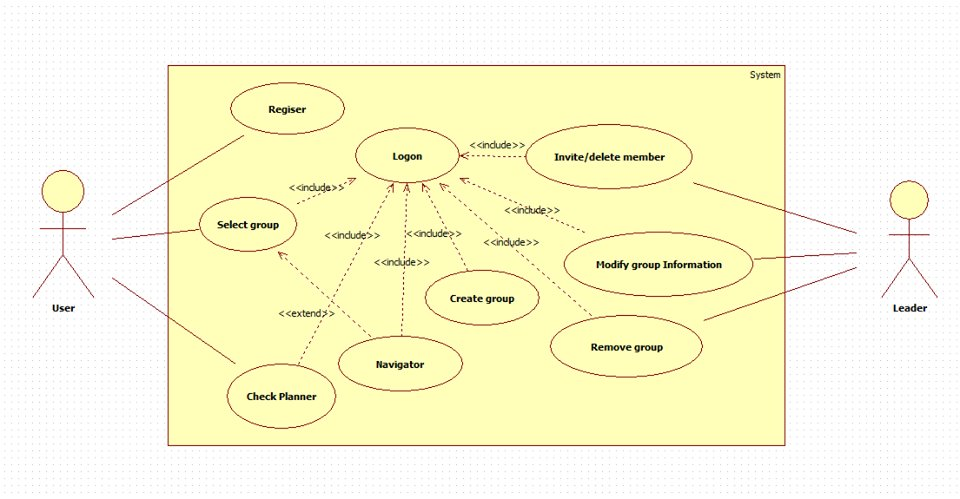 System
Regiser
Logon
<<include>>
Invite/delete member
<<include>>
Select group
<<include>>
<<include>>
<<include>>
<<include>>
<<include>>
Modify group Information
Create group
User
Leader
<<extend>>
Remove group
Navigator
Check Planner